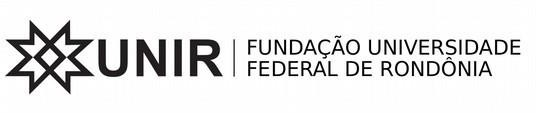 UNIR
FUNDAÇÃO UNIVERSIDADE
FEDERAL DE RONDÔNIA